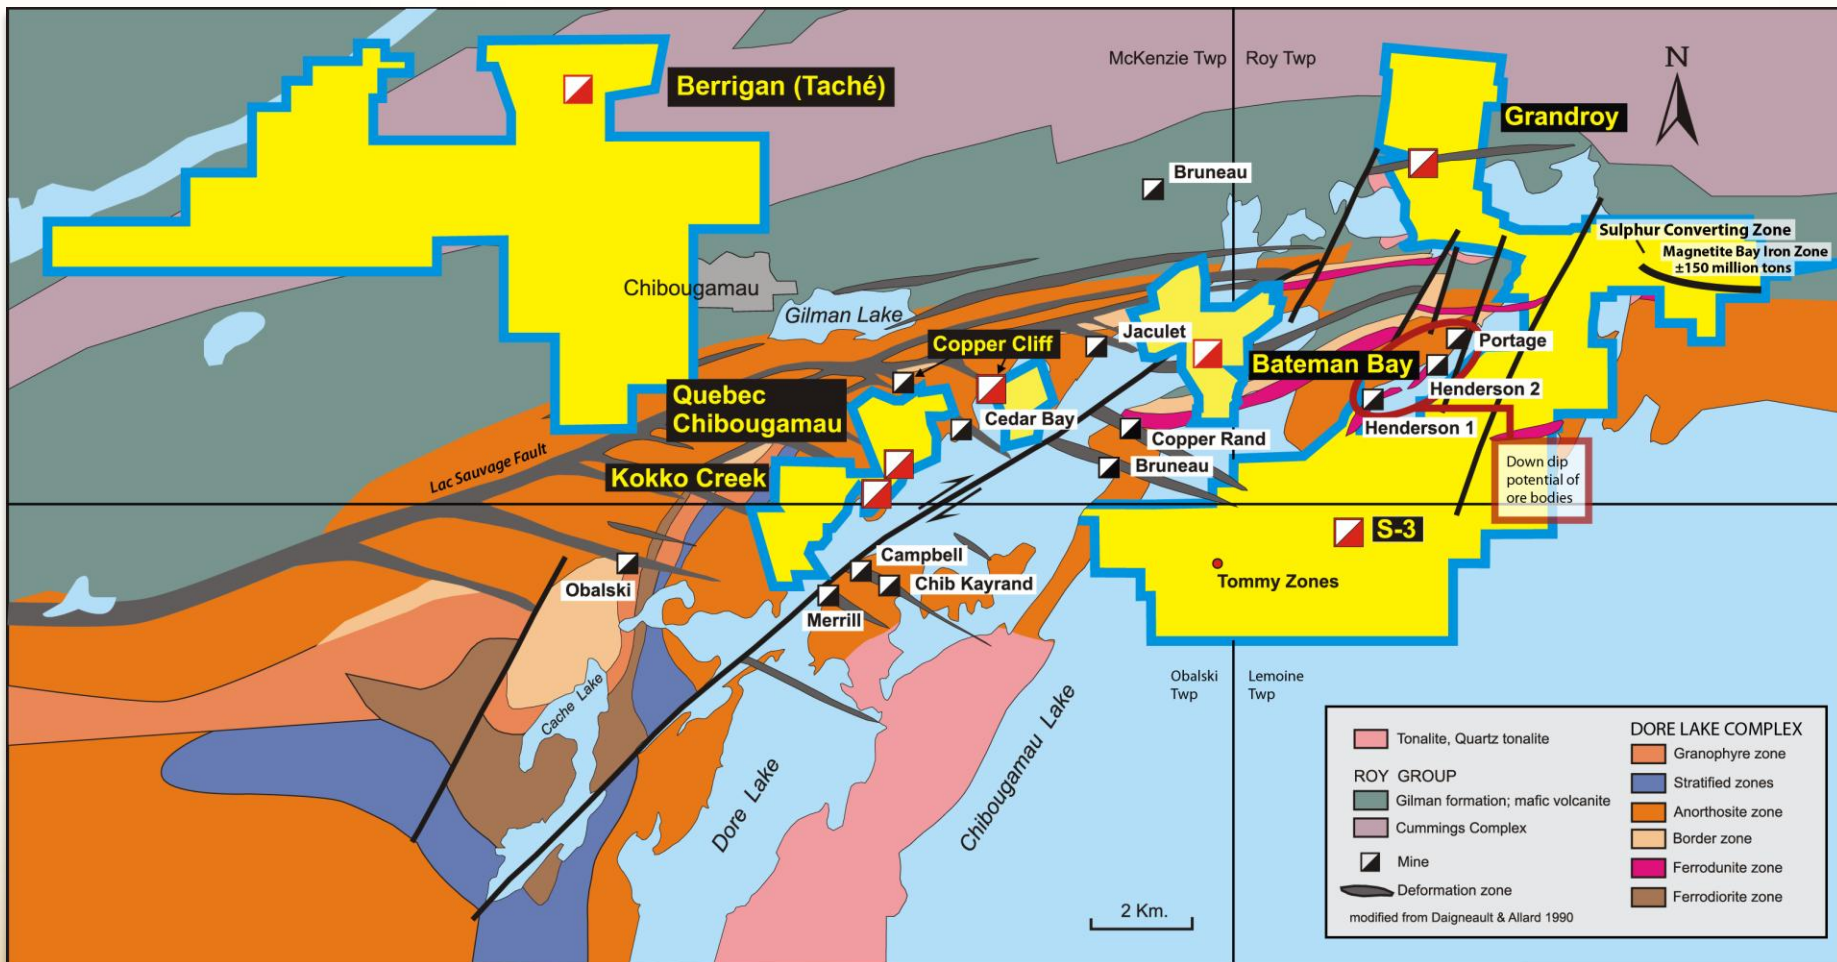 McKenzie Twp
Roy Twp
N
Berrigan (Taché)
Grandroy
Bruneau
Sulphur Converting Zone
Magnetite Bay Iron Zone
±150 million tons
Chibougamau
Gilman Lake
Copper Cliff
Jaculet
Portage
Bateman Bay
Henderson 2
Quebec
Chibougamau
Cedar Bay
Henderson 1
Copper Rand
Lac Sauvage Fault
Kokko Creek
Bruneau
Down dip
potential of
ore bodies
S-3
Campbell
Tommy Zones
Obalski
Chib Kayrand
Merrill
Obalski
Twp
Lemoine
Twp
Cache Lake
Dore Lake
Chibougamau Lake
2 Km.
Tonalite, Quartz tonalite
ROY GROUP
Gilman formation; mafic volcanite
Cummings Complex
Mine
Deformation zone
modified from Daigneault & Allard 1990
DORE LAKE COMPLEX
Granophyre zone
Stratified zones
Anorthosite zone
Border zone
Ferrodunite zone
Ferrodiorite zone